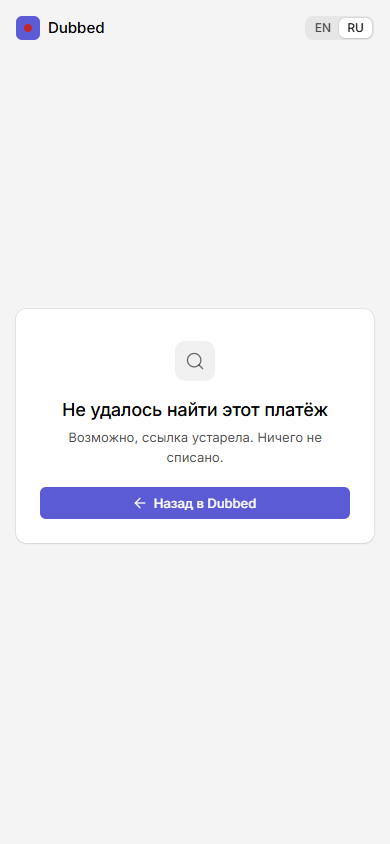 Dubbed
EN
RU
Не удалось найти этот платёж
Возможно, ссылка устарела. Ничего не
списано.
Назад в Dubbed